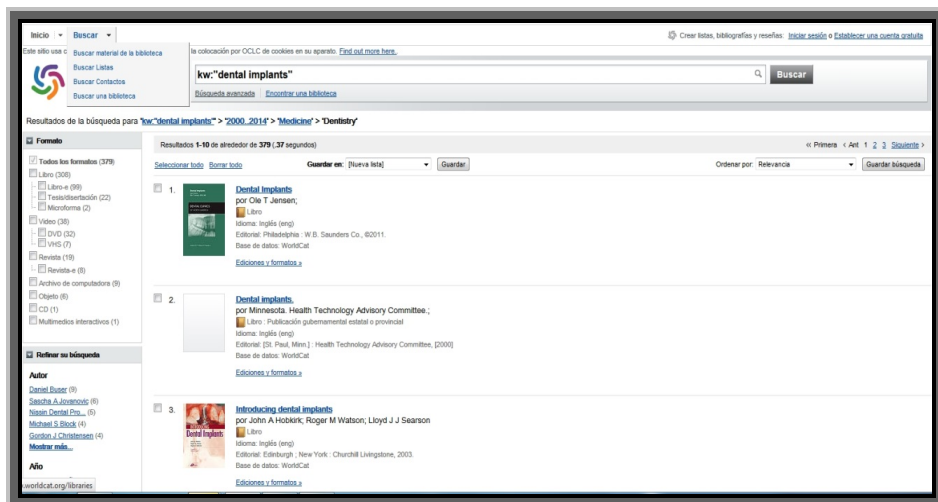 Inicio Buscar
Crear listas, bibliografías y reseñas: Iniciar sesión o Establecer una cuenta gratuita
Este sitio usa c
la colocación por OCLC de cookies en su aparato. Find out more here.
Buscar material de la biblioteca
Buscar Listas
Buscar Contactos
Buscar una biblioteca
kw:"dental implants"
Buscar
Búsqueda avanzada Encontrar una biblioteca
Resultados de la búsqueda para 'kw:"dental implants"' > '2000..2014' > 'Medicine' > 'Dentistry'
Formato
Todos los formatos (379)
Libro (308)
Libro-e (99)
Tesis/disertación (22)
Microforma (2)
Video (38)
DVD (32)
VHS (7)
Revista (19)
Revista-e (8)
Archivo de computadora (9)
Objeto (6)
CD (1)
Multimedios interactivos (1)
Refinar su búsqueda
Autor
Daniel Buser (9)
Sascha A Jovanovic (6)
Nissin Dental Pro... (5)
Michael S Block (4)
Gordon J Christensen (4)
Mostrar más...
Año
.worldcat.org/libraries
Resultados 1-10 de alrededor de 379 (.37 segundos)
« Primera < Ant 1 2 3 Siguiente >
Seleccionar todo Borrar todo Guardar en: [Nueva lista] Guardar
Ordenar por: Relevancia Guardar búsqueda
1. Dental Implants
por Ole T Jensen;
Libro
Idioma: Inglés (eng)
Editorial: Philadelphia : W.B. Saunders Co., ©2011.
Base de datos: WorldCat
Ediciones y formatos »
2. Dental implants.
por Minnesota. Health Technology Advisory Committee.;
Libro : Publicación gubernamental estatal o provincial
Idioma: Inglés (eng)
Editorial: [St. Paul, Minn.] : Health Technology Advisory Committee, [2000]
Base de datos: WorldCat
Ediciones y formatos »
3. Introducing dental implants
por John A Hobkirk; Roger M Watson; Lloyd J J Searson
Libro
Idioma: Inglés (eng)
Editorial: Edinburgh ; New York : Churchill Livingstone, 2003.
Base de datos: WorldCat
Ediciones y formatos »
Dental Implants